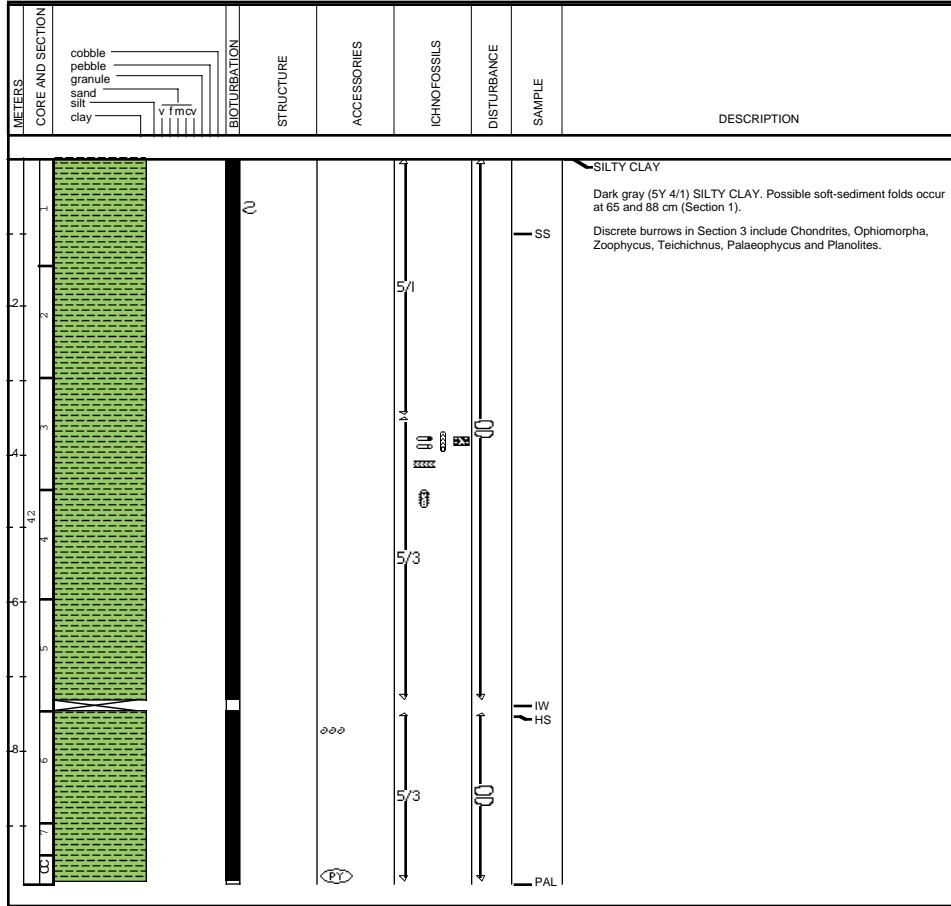 METERS
CORE AND SECTION
cobble
pebble
granule
sand
silt
clay
v f m c v
BIOTURBATION
STRUCTURE
ACCESSORIES
ICHNOFOSSILS
DISTURBANCE
SAMPLE
DESCRIPTION
SILTY CLAY
Dark gray (5Y 4/1) SILTY CLAY. Possible soft-sediment folds occur
at 65 and 88 cm (Section 1).
Discrete burrows in Section 3 include Chondrites, Ophiomorpha,
Zoophycus, Teichichnus, Palaeophycus and Planolites.
1
SS
5/1
2
2
3
4
42
4
5/3
6
5
IW
HS
8
6
5/3
7
CC
PY
PAL